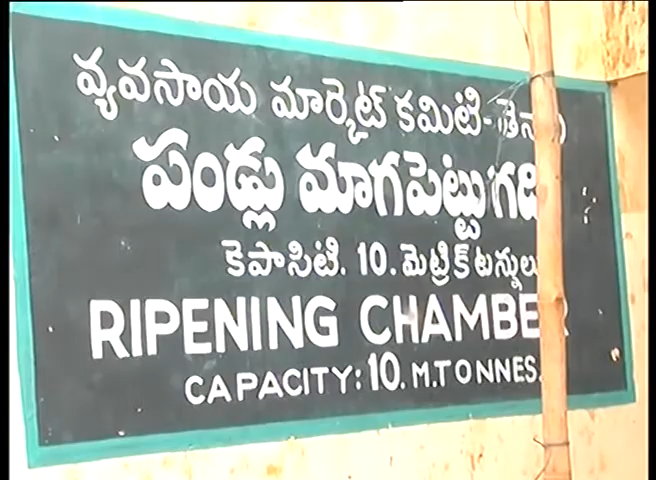 వ్యవసాయ మార్కెట్ కమిటి-
పండ్లు మాగపెట్టు గది
కెపాసిటి. 10. మెట్రిక్ టన్నులు
RIPENING CHAMBER
CAPACITY: 10. M.TONNES.